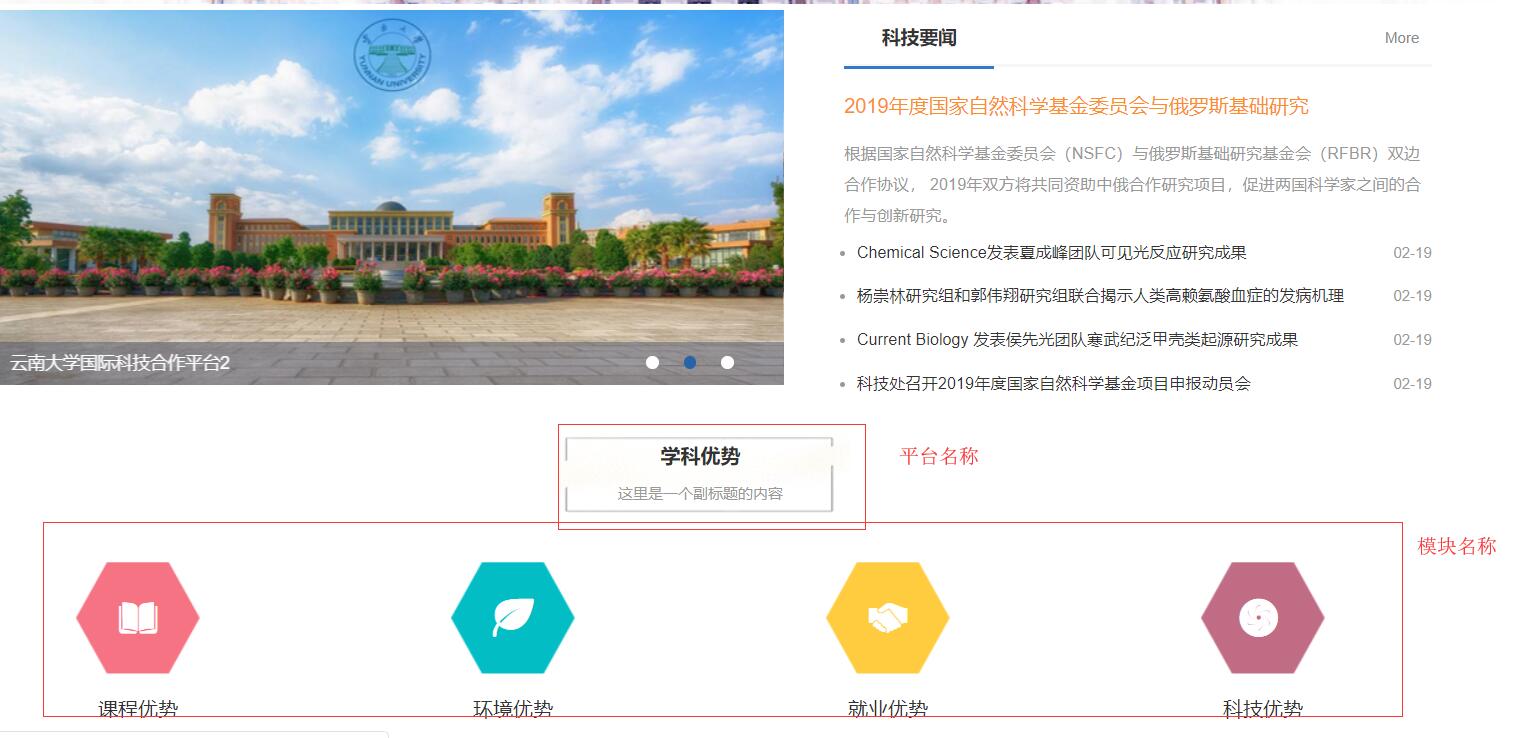 云南大学
YUNNAN UNIVERSITY
云南大学国际科技合作平台2
科技要闻
More
2019年度国家自然科学基金委员会与俄罗斯基础研究
根据国家自然科学基金委员会（NSFC）与俄罗斯基础研究基金会（RFBR）双边
合作协议， 2019年双方将共同资助中俄合作研究项目，促进两国科学家之间的合
作与创新研究。
Chemical Science发表夏成峰团队可见光反应研究成果
02-19
杨崇林研究组和郭伟翔研究组联合揭示人类高赖氨酸血症的发病机理
02-19
Current Biology 发表侯先光团队寒武纪泛甲壳类起源研究成果
02-19
科技处召开2019年度国家自然科学基金项目申报动员会
02-19
学科优势
这里是一个副标题的内容
平台名称
模块名称
课程优势
环境优势
就业优势
科技优势